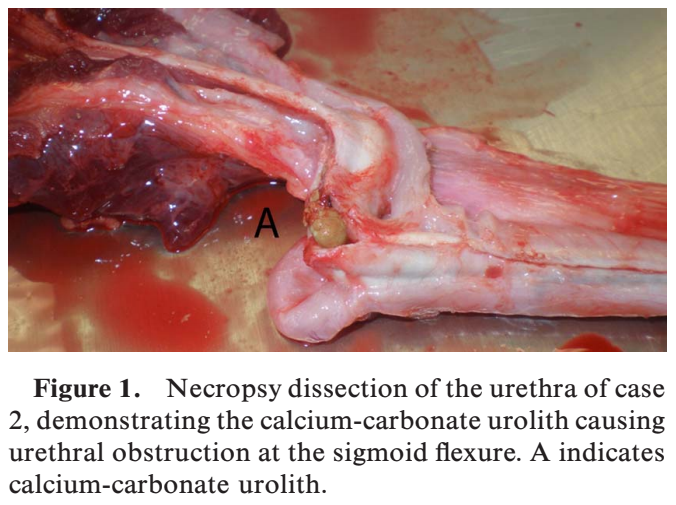 A
Figure 1. Necropsy dissection of the urethra of case
2, demonstrating the calcium-carbonate urolith causing
urethral obstruction at the sigmoid flexure. A indicates
calcium-carbonate urolith.